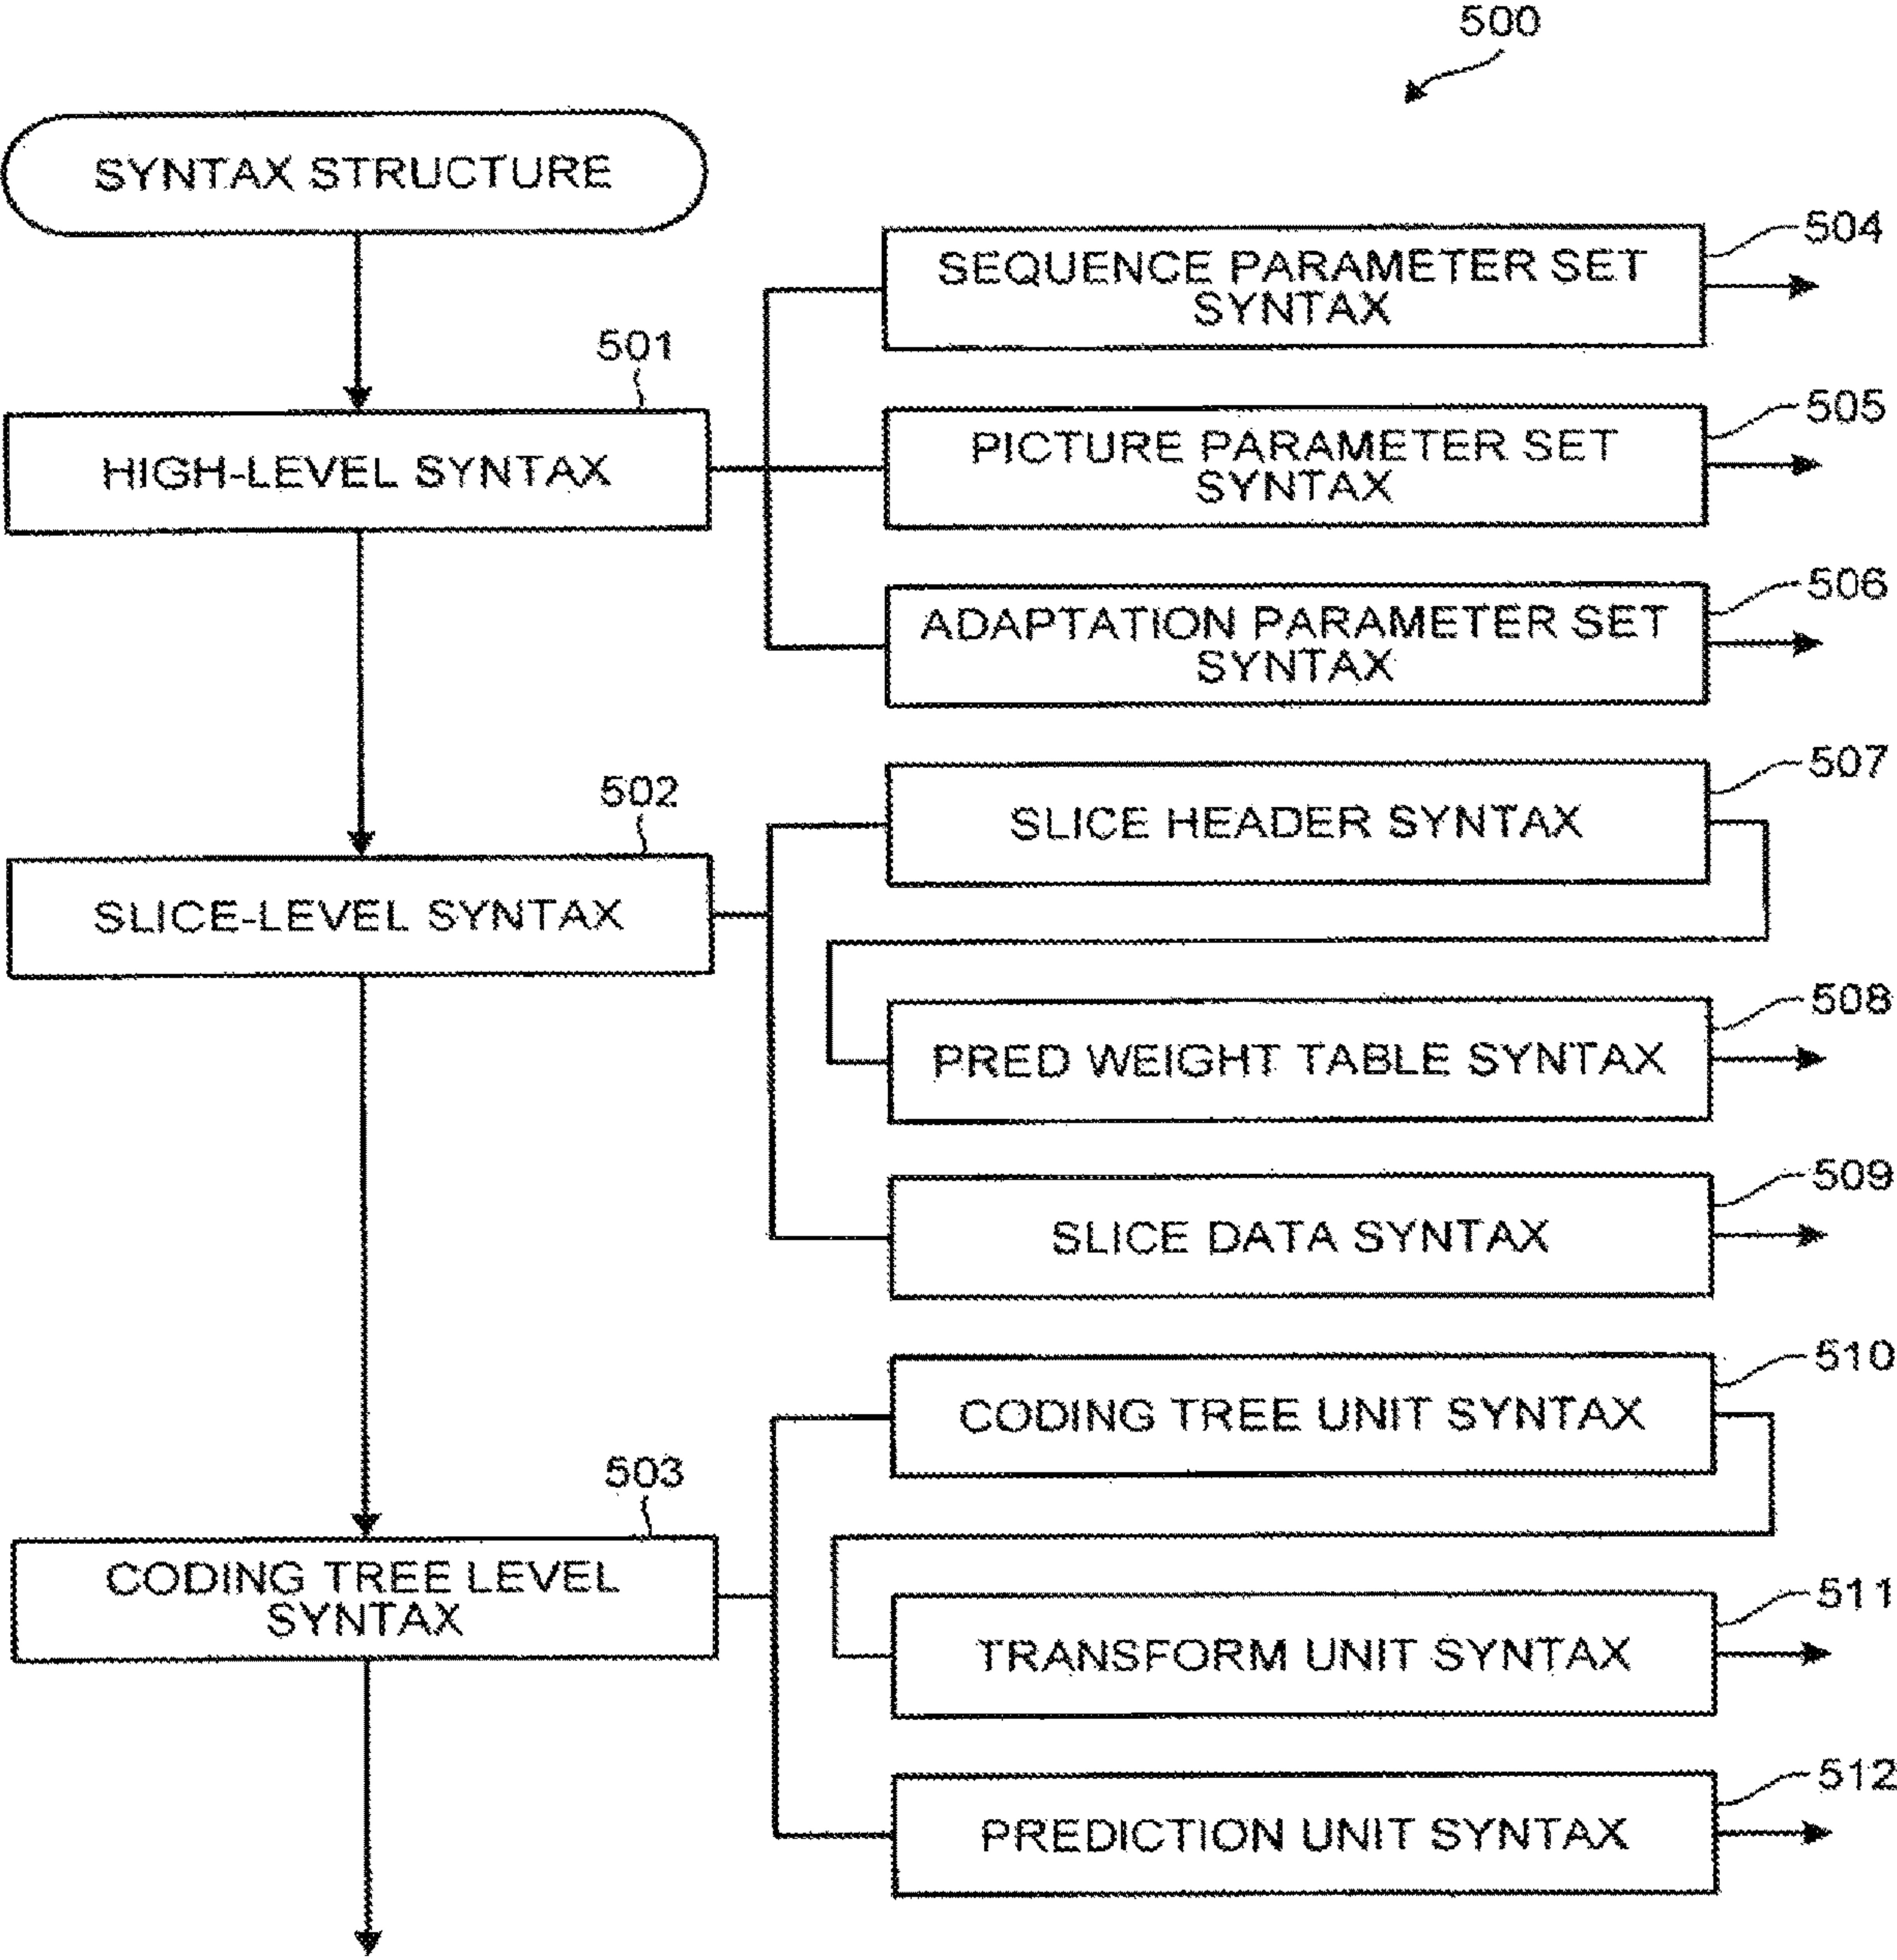 500
SYNTAX STRUCTURE
504
SEQUENCE PARAMETER SET
SYNTAX
501
HIGH-LEVEL SYNTAX
505
PICTURE PARAMETER SET
SYNTAX
506
ADAPTATION PARAMETER SET
SYNTAX
502
SLICE-LEVEL SYNTAX
507
SLICE HEADER SYNTAX
508
PRED WEIGHT TABLE SYNTAX
509
SLICE DATA SYNTAX
503
CODING TREE LEVEL
SYNTAX
510
CODING TREE UNIT SYNTAX
511
TRANSFORM UNIT SYNTAX
512
PREDICTION UNIT SYNTAX